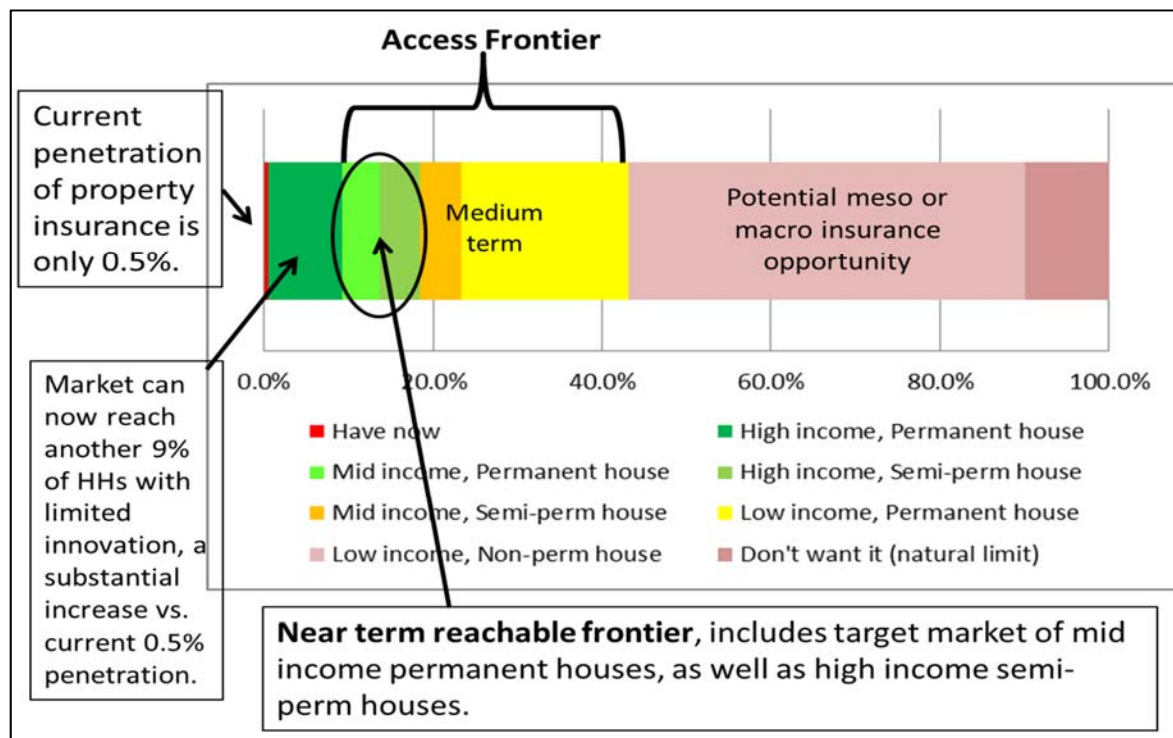 Access Frontier
Current
penetration
of property
insurance is
only 0.5%.
Medium
term
Potential meso or
macro insurance
opportunity
Market can
now reach
another 9%
of HHs with
limited
innovation, a
substantial
increase vs.
current 0.5%
penetration.
0.0% 20.0% 40.0% 60.0% 80.0% 100.0%
Have now High income, Permanent house
Mid income, Permanent house High income, Semi-perm house
Mid income, Semi-perm house Low income, Permanent house
Low income, Non-perm house Don't want it (natural limit)
Near term reachable frontier, includes target market of mid
income permanent houses, as well as high income semi-
perm houses.